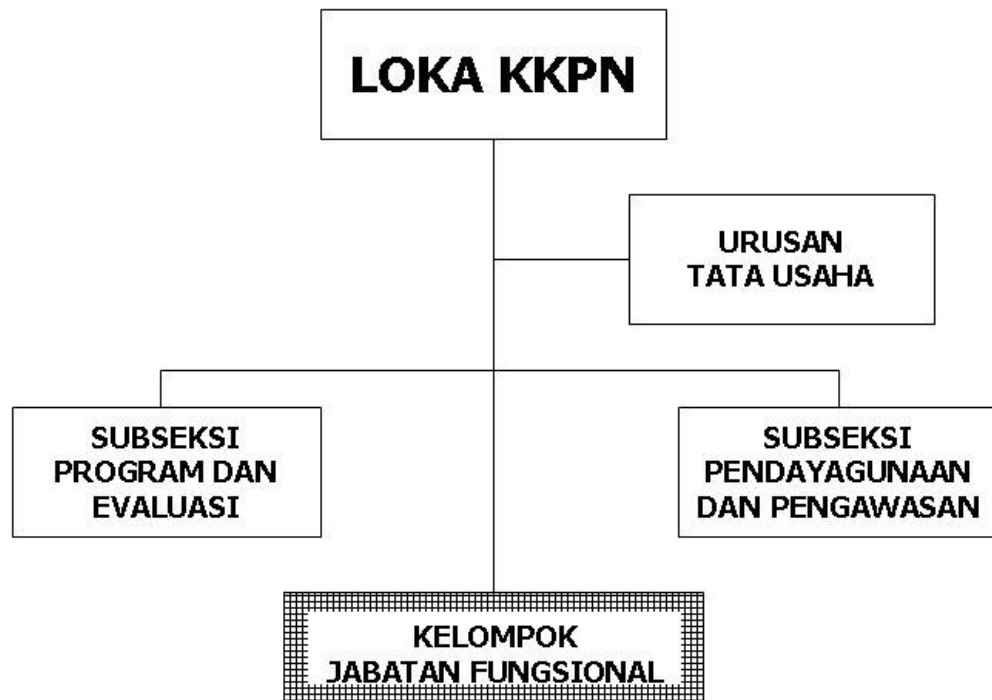 LOKA KKPN
URUSAN
TATA USAHA
SUBSEKSI
PROGRAM DAN
EVALUASI
SUBSEKSI
PENDAYAGUNAAN
DAN PENGAWASAN
KELOMPOK
JABATAN FUNGSIONAL